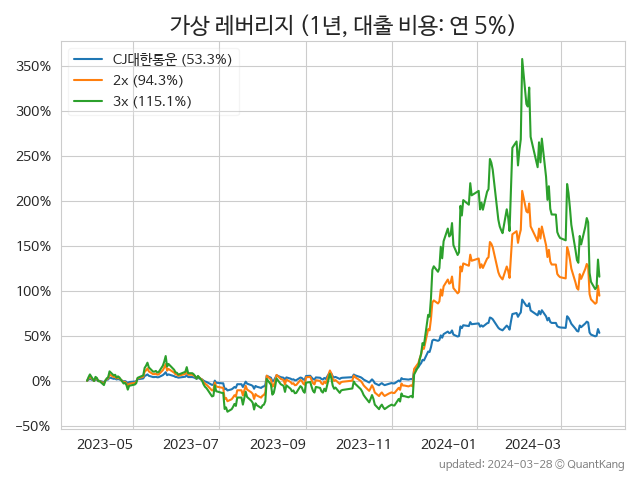 가상 레버리지 (1년, 대출 비용: 연 5%)
CJ대한통운 (53.3%)
2x (94.3%)
3x (115.1%)
350%
300%
250%
200%
150%
100%
50%
0%
−50%
2023-05 2023-07 2023-09 2023-11 2024-01 2024-03
updated: 2024-03-28 © QuantKang